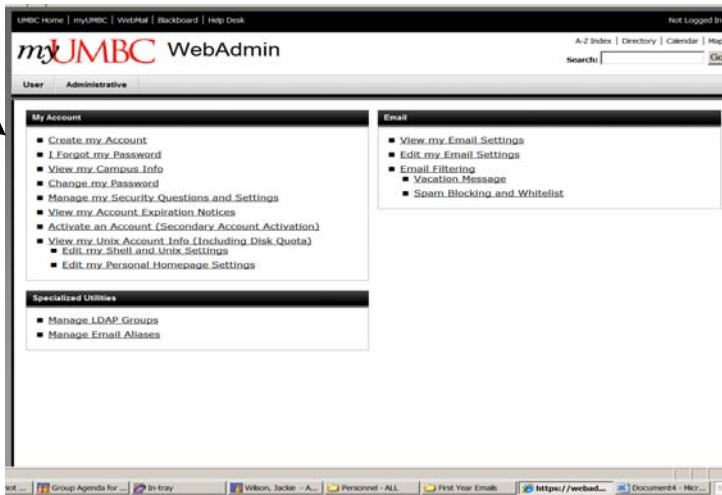 UMBC Home | myUMBC | WebMail | Blackboard | Help Desk
Not Logged In
myUMBC WebAdmin
A-Z Index | Directory | Calendar | Map
Search: Go
User Administrative
My Account
Create my Account
I Forgot my Password
View my Campus Info
Change my Password
Manage my Security Questions and Settings
View my Account Expiration Notices
Activate an Account (Secondary Account Activation)
View my Unix Account Info (Including Disk Quota)
Edit my Shell and Unix Settings
Edit my Personal Homepage Settings
Email
View my Email Settings
Edit my Email Settings
Email Filtering
Vacation Message
Spam Blocking and Whitelist
Specialized Utilities
Manage LDAP Groups
Manage Email Aliases
Group Agenda for ... In-tray Wilson, Jackie - A... Personnel - ALL First Year Emails https://webad... Document4 - Micr...